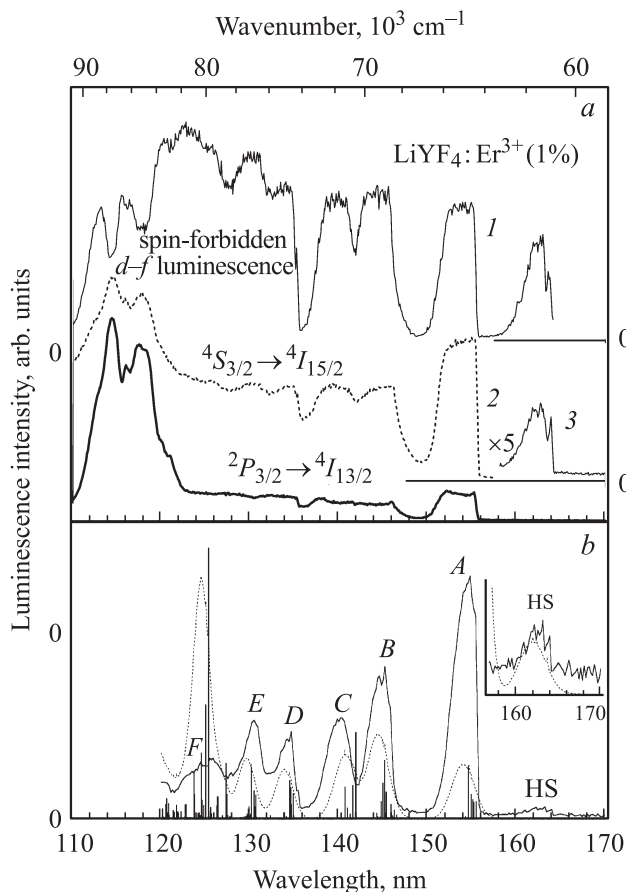 Wavenumber, 10³ cm⁻¹
90 80 70 60
a
LiYF₄: Er³⁺ (1%)
1
spin-forbidden
d–f luminescence
0
0
⁴S₃/₂ → ⁴I₁₅/₂
2
×5
3
²P₃/₂ → ⁴I₁₃/₂
0
Luminescence intensity, arb. units
b
A
HS
B
160 170
0
E
D
C
F
HS
0
110 120 130 140 150 160 170
Wavelength, nm